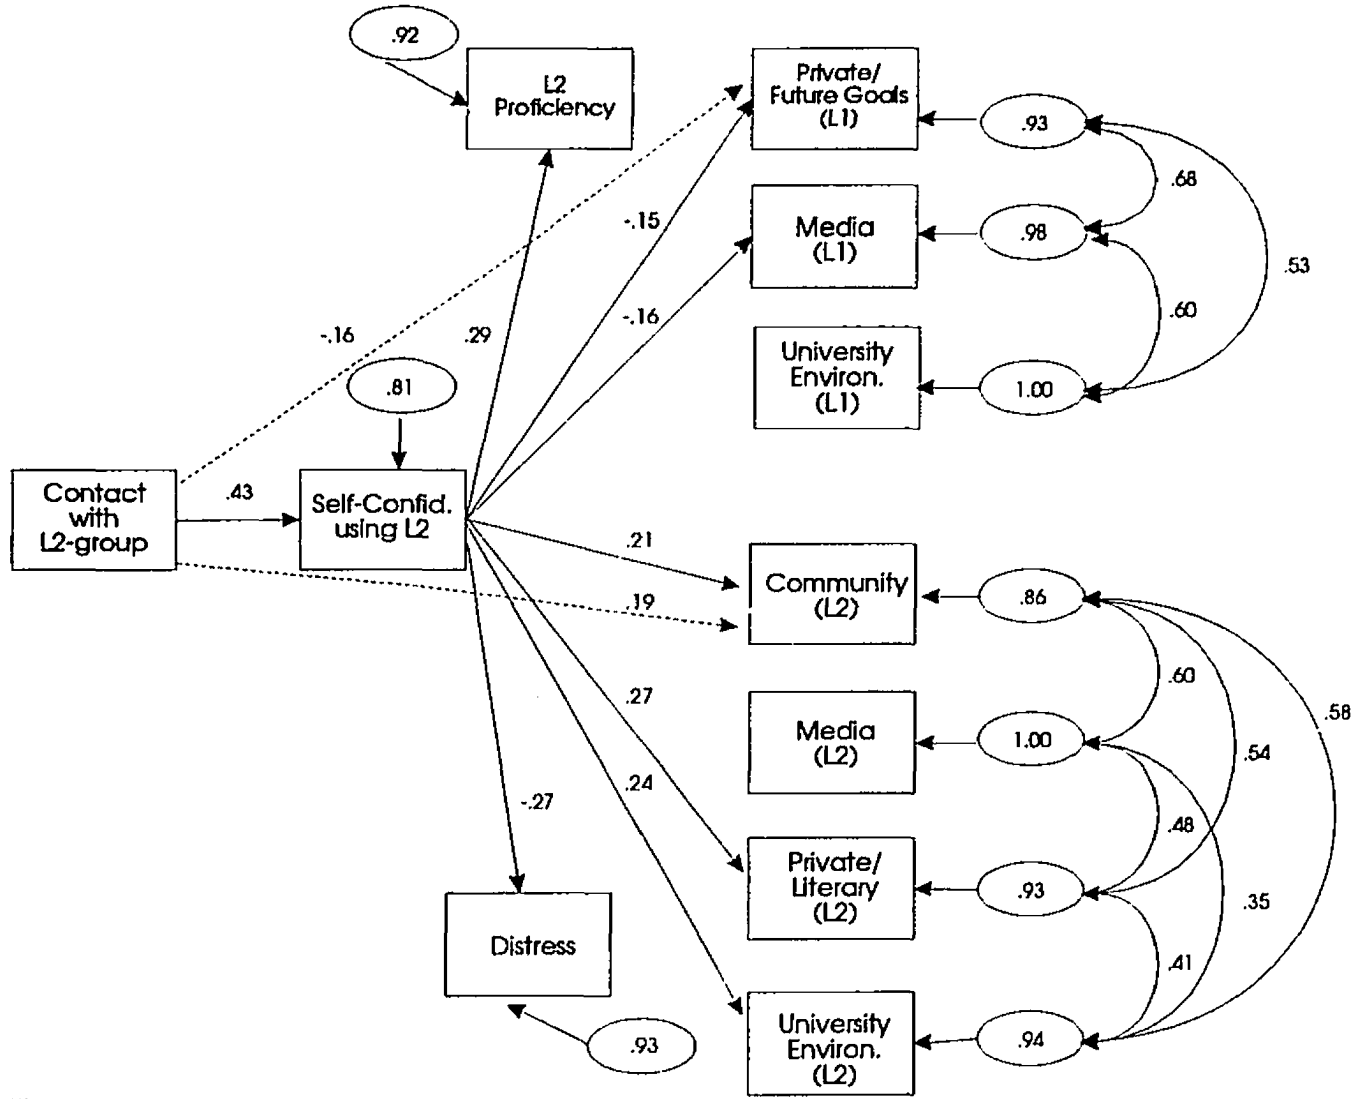 .92
L2
Proficiency
Private/
Future Goals
(L1)
.93
.68
-.15
Media
(L1)
.98
.53
-.16
-.16
.29
.60
University
Environ.
(L1)
1.00
.81
Contact
with
L2-group
.43
Self-Confid.
using L2
.21
Community
(L2)
.86
.19
.60
.27
.58
Media
(L2)
1.00
.54
.24
-.27
.48
Private/
Literary
(L2)
.93
.35
Distress
.41
University
Environ.
(L2)
.94
.93